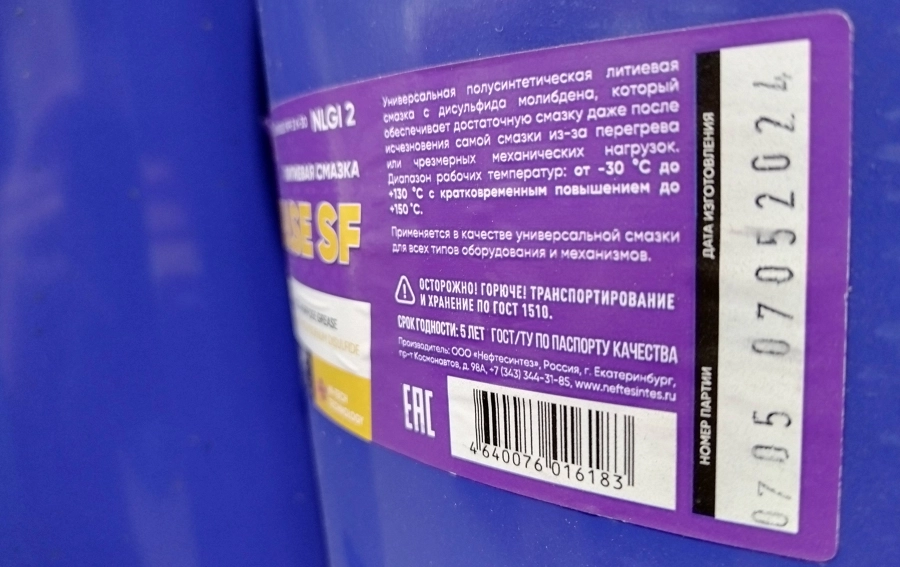 NLGI 2
СМАЗКА
SF
GREASE
TECHNOLOGY
Универсальная полусинтетическая литиевая
смазка с дисульфида молибдена, который
обеспечивает достаточную смазку даже после
исчезновения самой смазки из-за перегрева
или чрезмерных механических нагрузок.
Диапазон рабочих температур: от -30 °С до
+130 °С с кратковременным повышением до
+150 °С.
Применяется в качестве универсальной смазки
для всех типов оборудования и механизмов.
ОСТОРОЖНО! ГОРЮЧЕ! ТРАНСПОРТИРОВАНИЕ
И ХРАНЕНИЕ ПО ГОСТ 1510.
СРОК ГОДНОСТИ: 5 ЛЕТ ГОСТ/ТУ ПО ПАСПОРТУ КАЧЕСТВА
Производитель: ООО «Нефтесинтез», Россия, г. Екатеринбург,
пр-т Космонавтов, д. 98А, +7 (343) 344-31-85, www.neftesintes.ru
EAC
4640076016183
НОМЕР ПАРТИИ ДАТА ИЗГОТОВЛЕНИЯ
0705 07052024